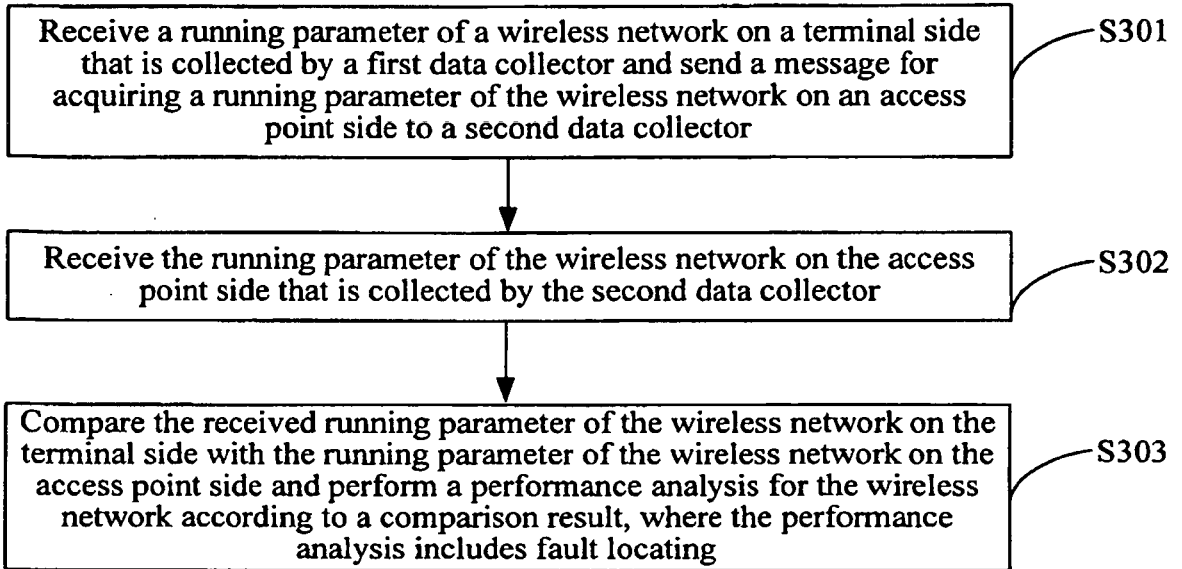 Receive a running parameter of a wireless network on a terminal side
that is collected by a first data collector and send a message for
acquiring a running parameter of the wireless network on an access
point side to a second data collector
S301
Receive the running parameter of the wireless network on the access
point side that is collected by the second data collector
S302
Compare the received running parameter of the wireless network on the
terminal side with the running parameter of the wireless network on the
access point side and perform a performance analysis for the wireless
network according to a comparison result, where the performance
analysis includes fault locating
S303